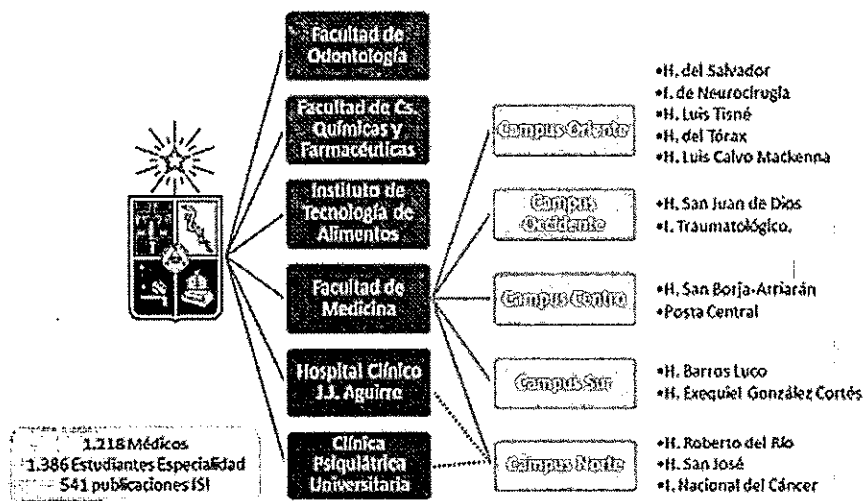 Facultad de
Odontología
Facultad de Cs.
Químicas y
Farmacéuticas
Instituto de
Tecnología de
Alimentos
Facultad de
Medicina
Hospital Clínico
J.J. Aguirre
Clínica
Psiquiátrica
Universitaria
1.218 Médicos
1.386 Estudiantes Especialidad
541 publicaciones ISI
Campus Oriente
•H. del Salvador
•I. de Neurocirugía
•H. Luis Tisné
•H. del Tórax
•H. Luis Calvo Mackenna
Campus
Occidente
•H. San Juan de Dios
•I. Traumatológico.
Campus Centro
•H. San Borja-Arriarán
•Posta Central
Campus Sur
•H. Barros Luco
•H. Exequiel González Cortés
Campus Norte
•H. Roberto del Río
•H. San José
•I. Nacional del Cáncer